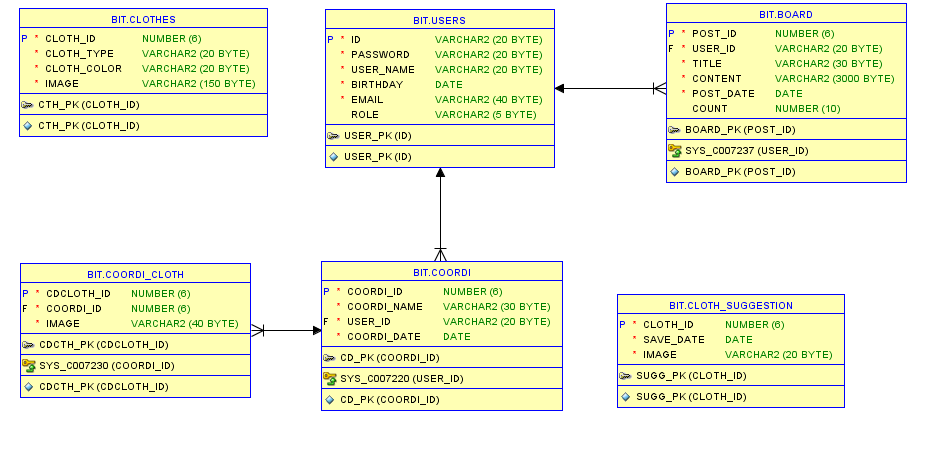 BIT.CLOTHES
P * CLOTH_ID NUMBER (6)
* CLOTH_TYPE VARCHAR2 (20 BYTE)
* CLOTH_COLOR VARCHAR2 (20 BYTE)
* IMAGE VARCHAR2 (150 BYTE)
CTH_PK (CLOTH_ID)
CTH_PK (CLOTH_ID)
BIT.USERS
P * ID VARCHAR2 (20 BYTE)
* PASSWORD VARCHAR2 (20 BYTE)
* USER_NAME VARCHAR2 (20 BYTE)
* BIRTHDAY DATE
* EMAIL VARCHAR2 (40 BYTE)
ROLE VARCHAR2 (5 BYTE)
USER_PK (ID)
USER_PK (ID)
BIT.BOARD
P * POST_ID NUMBER (6)
F * USER_ID VARCHAR2 (20 BYTE)
* TITLE VARCHAR2 (30 BYTE)
* CONTENT VARCHAR2 (3000 BYTE)
* POST_DATE DATE
COUNT NUMBER (10)
BOARD_PK (POST_ID)
SYS_C007237 (USER_ID)
BOARD_PK (POST_ID)
BIT.COORDI_CLOTH
P * CDCLOTH_ID NUMBER (6)
F * COORDI_ID NUMBER (6)
* IMAGE VARCHAR2 (40 BYTE)
CDCTH_PK (CDCLOTH_ID)
SYS_C007230 (COORDI_ID)
CDCTH_PK (CDCLOTH_ID)
BIT.COORDI
P * COORDI_ID NUMBER (6)
* COORDI_NAME VARCHAR2 (30 BYTE)
F * USER_ID VARCHAR2 (20 BYTE)
* COORDI_DATE DATE
CD_PK (COORDI_ID)
SYS_C007220 (USER_ID)
CD_PK (COORDI_ID)
BIT.CLOTH_SUGGESTION
P * CLOTH_ID NUMBER (6)
* SAVE_DATE DATE
* IMAGE VARCHAR2 (20 BYTE)
SUGG_PK (CLOTH_ID)
SUGG_PK (CLOTH_ID)